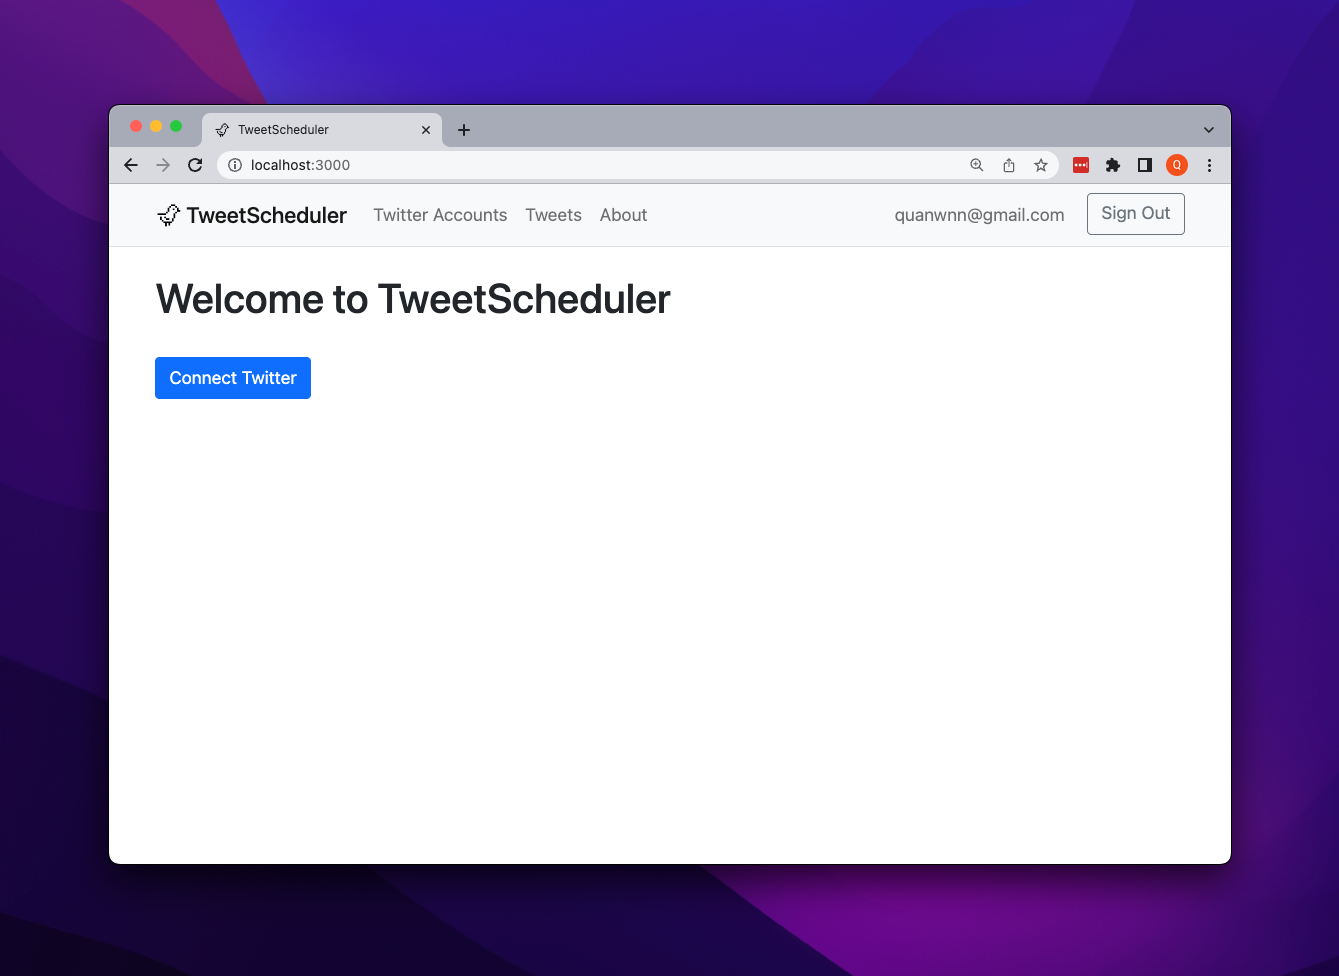 TweetScheduler
localhost:3000
Q
TweetScheduler Twitter Accounts Tweets About quanwnn@gmail.com Sign Out
Welcome to TweetScheduler
Connect Twitter